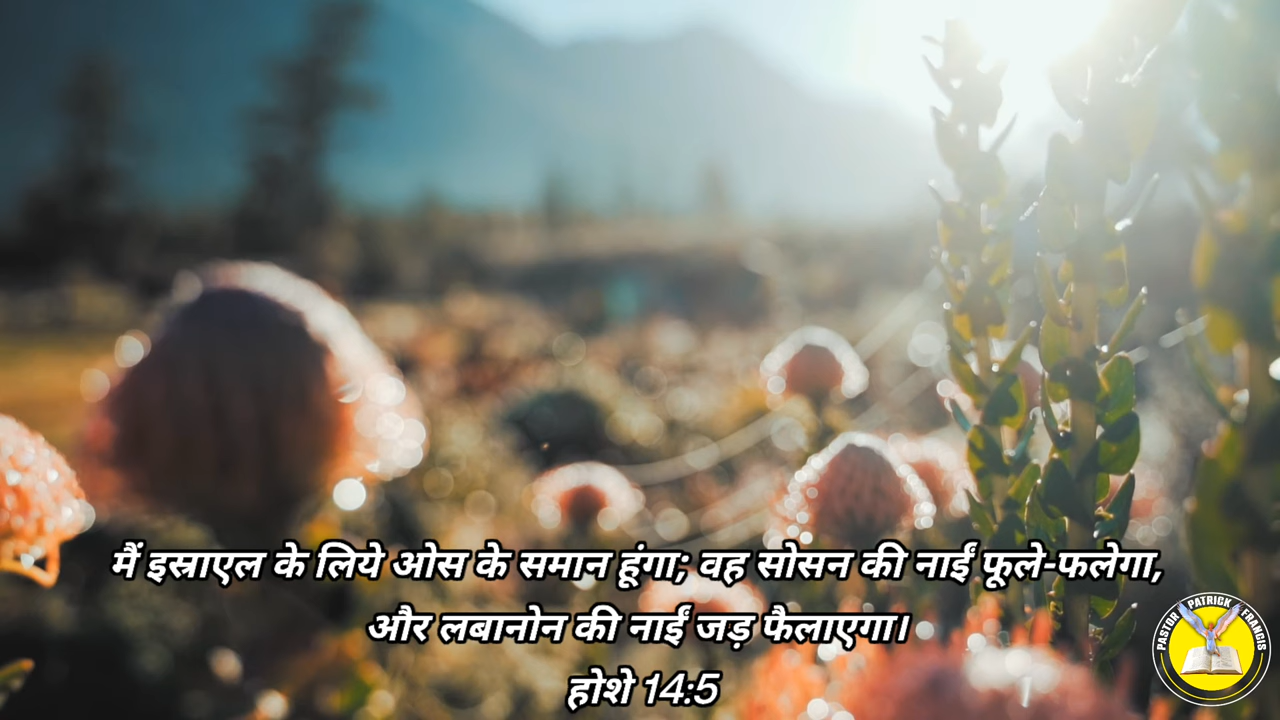 मैं इस्राएल के लिये ओस के समान हूंगा; वह सोसन की नाईं फूले-फलेगा,
और लबानोन की नाईं जड़ फैलाएगा।
होशे 14:5
PASTOR PATRICK FRANCIS